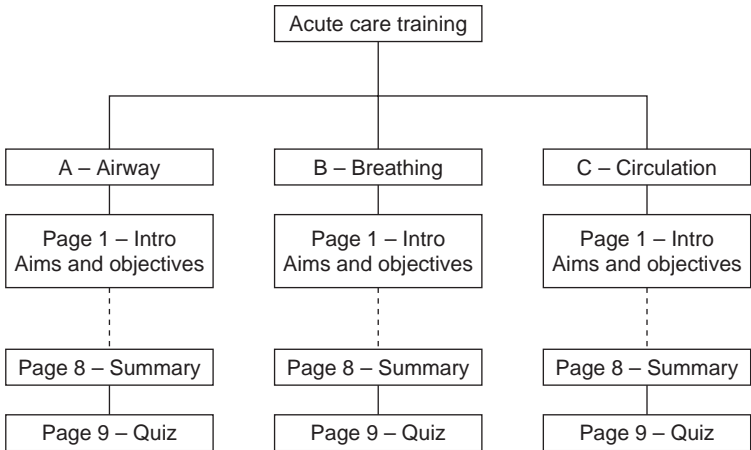 Acute care training
A – Airway
B – Breathing
C – Circulation
Page 1 – Intro
Aims and objectives
Page 1 – Intro
Aims and objectives
Page 1 – Intro
Aims and objectives
Page 8 – Summary
Page 8 – Summary
Page 8 – Summary
Page 9 – Quiz
Page 9 – Quiz
Page 9 – Quiz